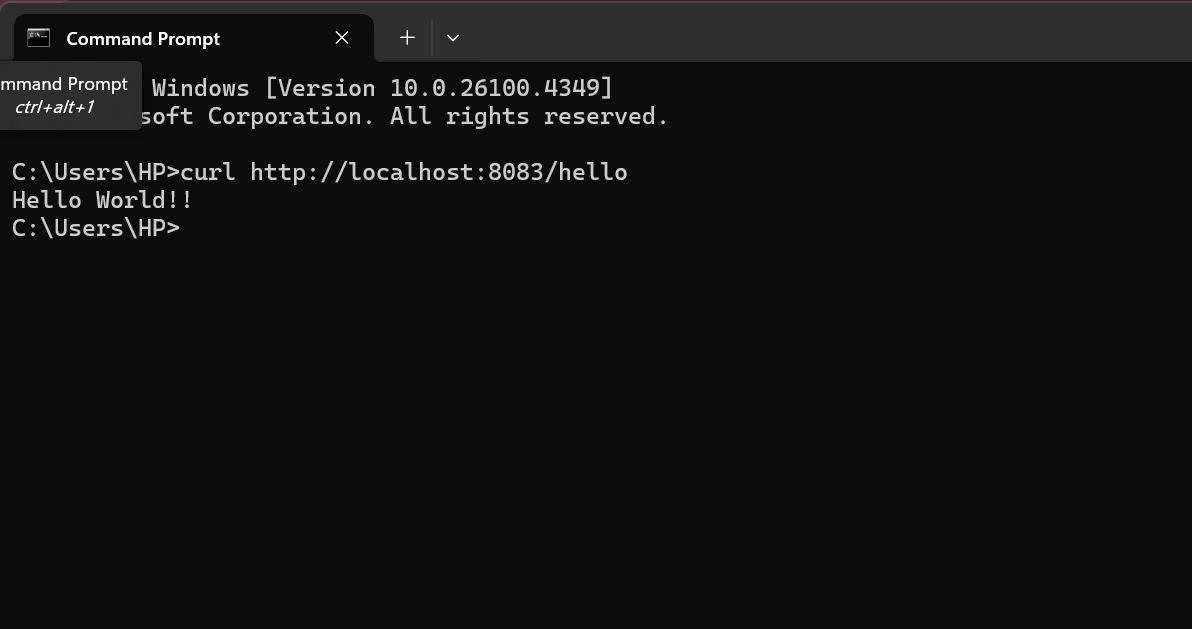 Command Prompt
mmand Prompt
ctrl+alt+1
Windows [Version 10.0.26100.4349]
soft Corporation. All rights reserved.
C:\Users\HP>curl http://localhost:8083/hello
Hello World!!
C:\Users\HP>